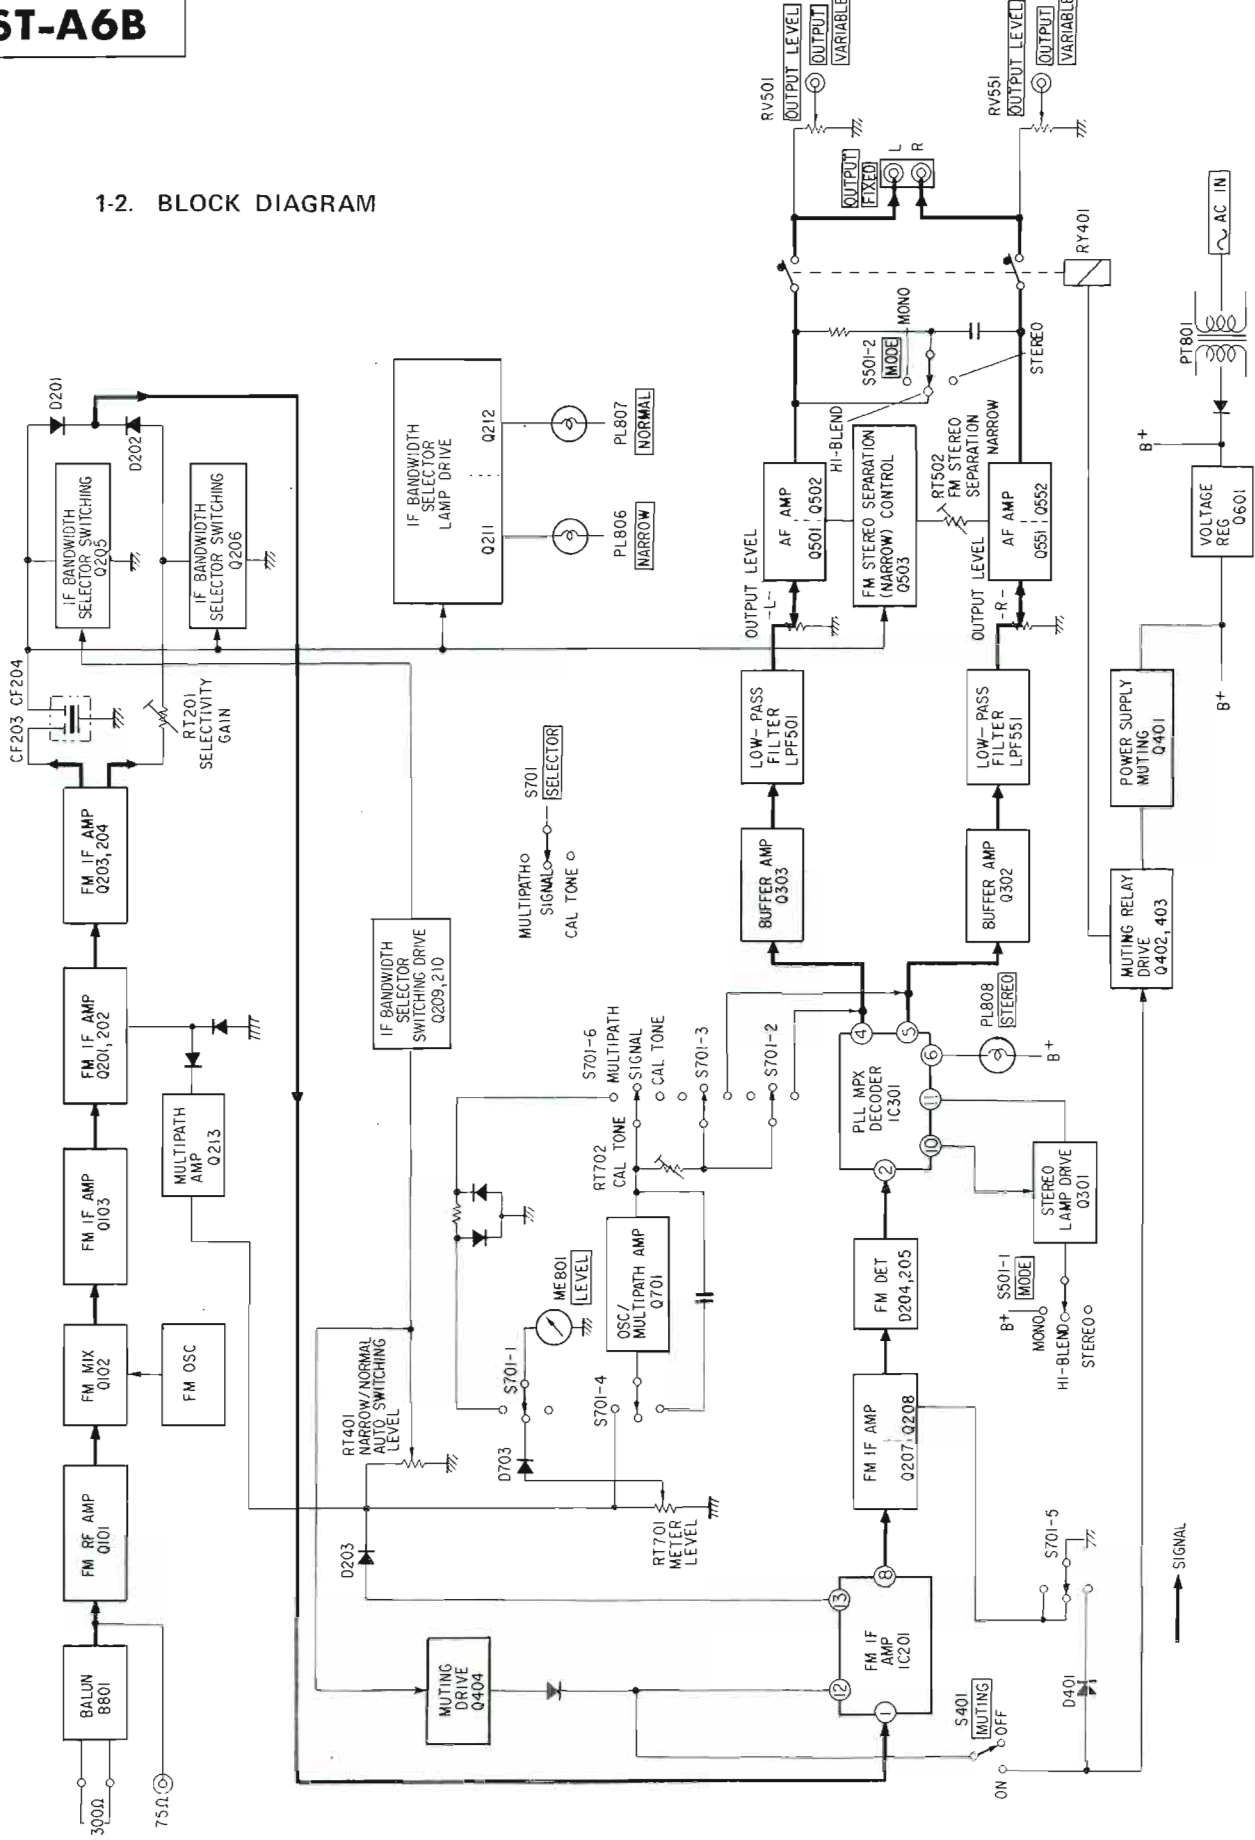 ST-A6B
1-2. BLOCK DIAGRAM
300Ω
75Ω
BALUN
B801
FM RF AMP
Q101
FM MIX
Q102
FM OSC
FM IF AMP
Q103
FM IF AMP
Q201, 202
FM IF AMP
Q203, 204
MULTIPATH
AMP
Q213
CF203 CF204
RT201
SELECTIVITY
GAIN
IF BANDWIDTH
SELECTOR SWITCHING
Q205
IF BANDWIDTH
SELECTOR SWITCHING
Q206
D201
D202
IF BANDWIDTH
SELECTOR
LAMP DRIVE
Q211
Q212
PL806
NARROW
PL807
NORMAL
IF BANDWIDTH
SELECTOR
SWITCHING DRIVE
Q209, 210
RT401
NARROW/NORMAL
AUTO SWITCHING
LEVEL
D203
MUTING
DRIVE
Q404
D703
S701-1
ME801
LEVEL
RT701
METER
LEVEL
S701-4
OSC/
MULTIPATH AMP
Q701
RT702
CAL TONE
S701-6
MULTIPATH
SIGNAL
CAL TONE
S701-3
S701-2
S701
SELECTOR
MULTIPATH
SIGNAL
CAL TONE
FM IF
AMP
IC201
1
12
13
8
FM IF AMP
Q207
Q208
FM DET
D204, 205
PLL MPX
DECODER
IC301
2
4
5
6
11
10
PL808
STEREO
B+
STEREO
LAMP DRIVE
Q301
S501-1
MODE
B+
MONO
HI-BLEND
STEREO
BUFFER AMP
Q303
BUFFER AMP
Q302
LOW-PASS
FILTER
LPF501
LOW-PASS
FILTER
LPF551
OUTPUT LEVEL
-L-
OUTPUT LEVEL
-R-
AF AMP
Q501
Q502
FM STEREO SEPARATION
(NARROW) CONTROL
Q503
RT502
FM STEREO
SEPARATION
NARROW
AF AMP
Q551
Q552
HI-BLEND
S501-2
MODE
MONO
STEREO
RY401
OUTPUT
FIXED
L
R
RV501
OUTPUT LEVEL
OUTPUT
VARIABLE
RV551
OUTPUT LEVEL
OUTPUT
VARIABLE
S401
MUTING
OFF
ON
D401
S701-5
SIGNAL
MUTING RELAY
DRIVE
Q402, 403
POWER SUPPLY
MUTING
Q401
B+
VOLTAGE
REG
Q601
B+
PT801
AC IN